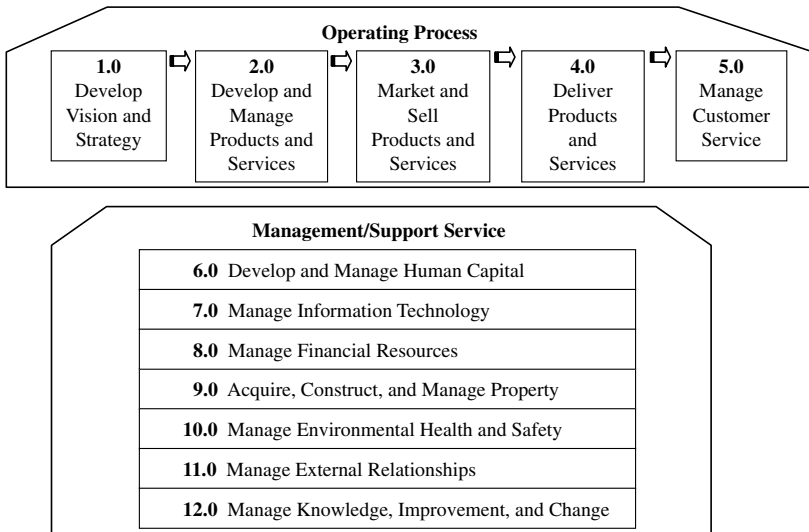 Operating Process
1.0
Develop
Vision and
Strategy
2.0
Develop and
Manage
Products and
Services
3.0
Market and
Sell
Products and
Services
4.0
Deliver
Products
and
Services
5.0
Manage
Customer
Service
Management/Support Service
6.0 Develop and Manage Human Capital
7.0 Manage Information Technology
8.0 Manage Financial Resources
9.0 Acquire, Construct, and Manage Property
10.0 Manage Environmental Health and Safety
11.0 Manage External Relationships
12.0 Manage Knowledge, Improvement, and Change